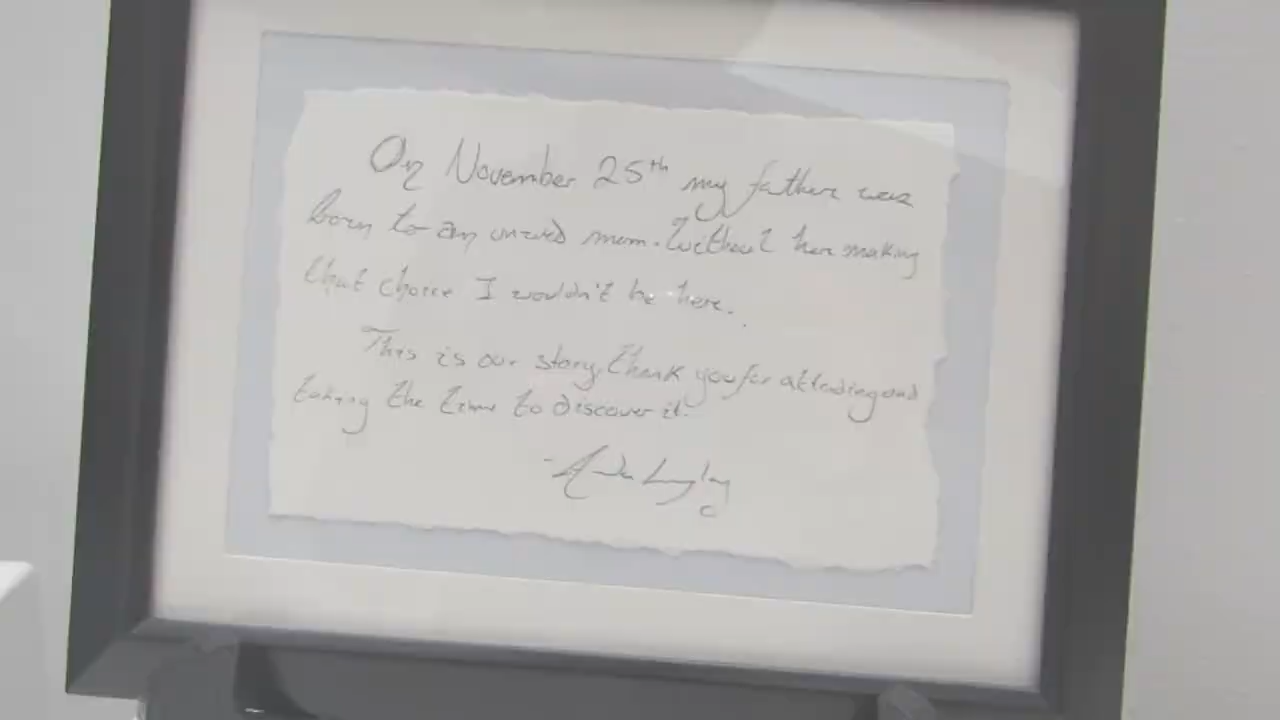 On November 25th my father was
born to an unwed mom. Without her making
that choice I wouldn't be here.
This is our story, thank you for attending and
taking the time to discover it.